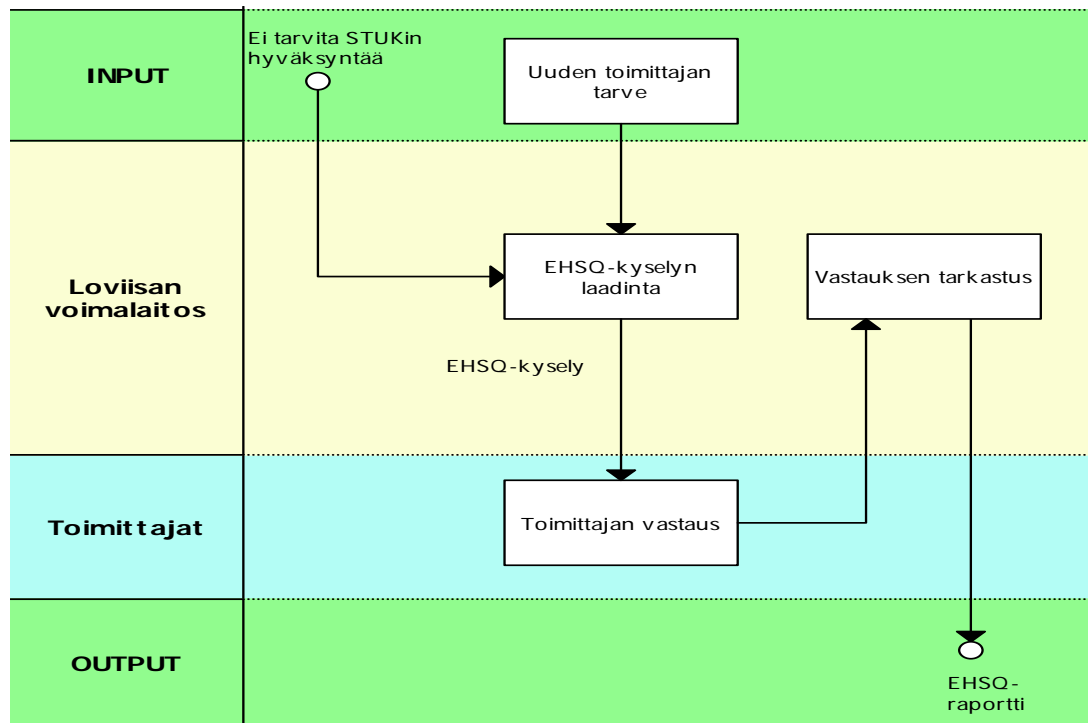 INPUT
Ei tarvita STUKin
hyväksyntää
Uuden toimittajan
tarve
Loviisan
voimalaitos
EHSQ-kyselyn
laadinta
Vastauksen tarkastus
EHSQ-kysely
Toimittajat
Toimittajan vastaus
OUTPUT
EHSQ-
raportti